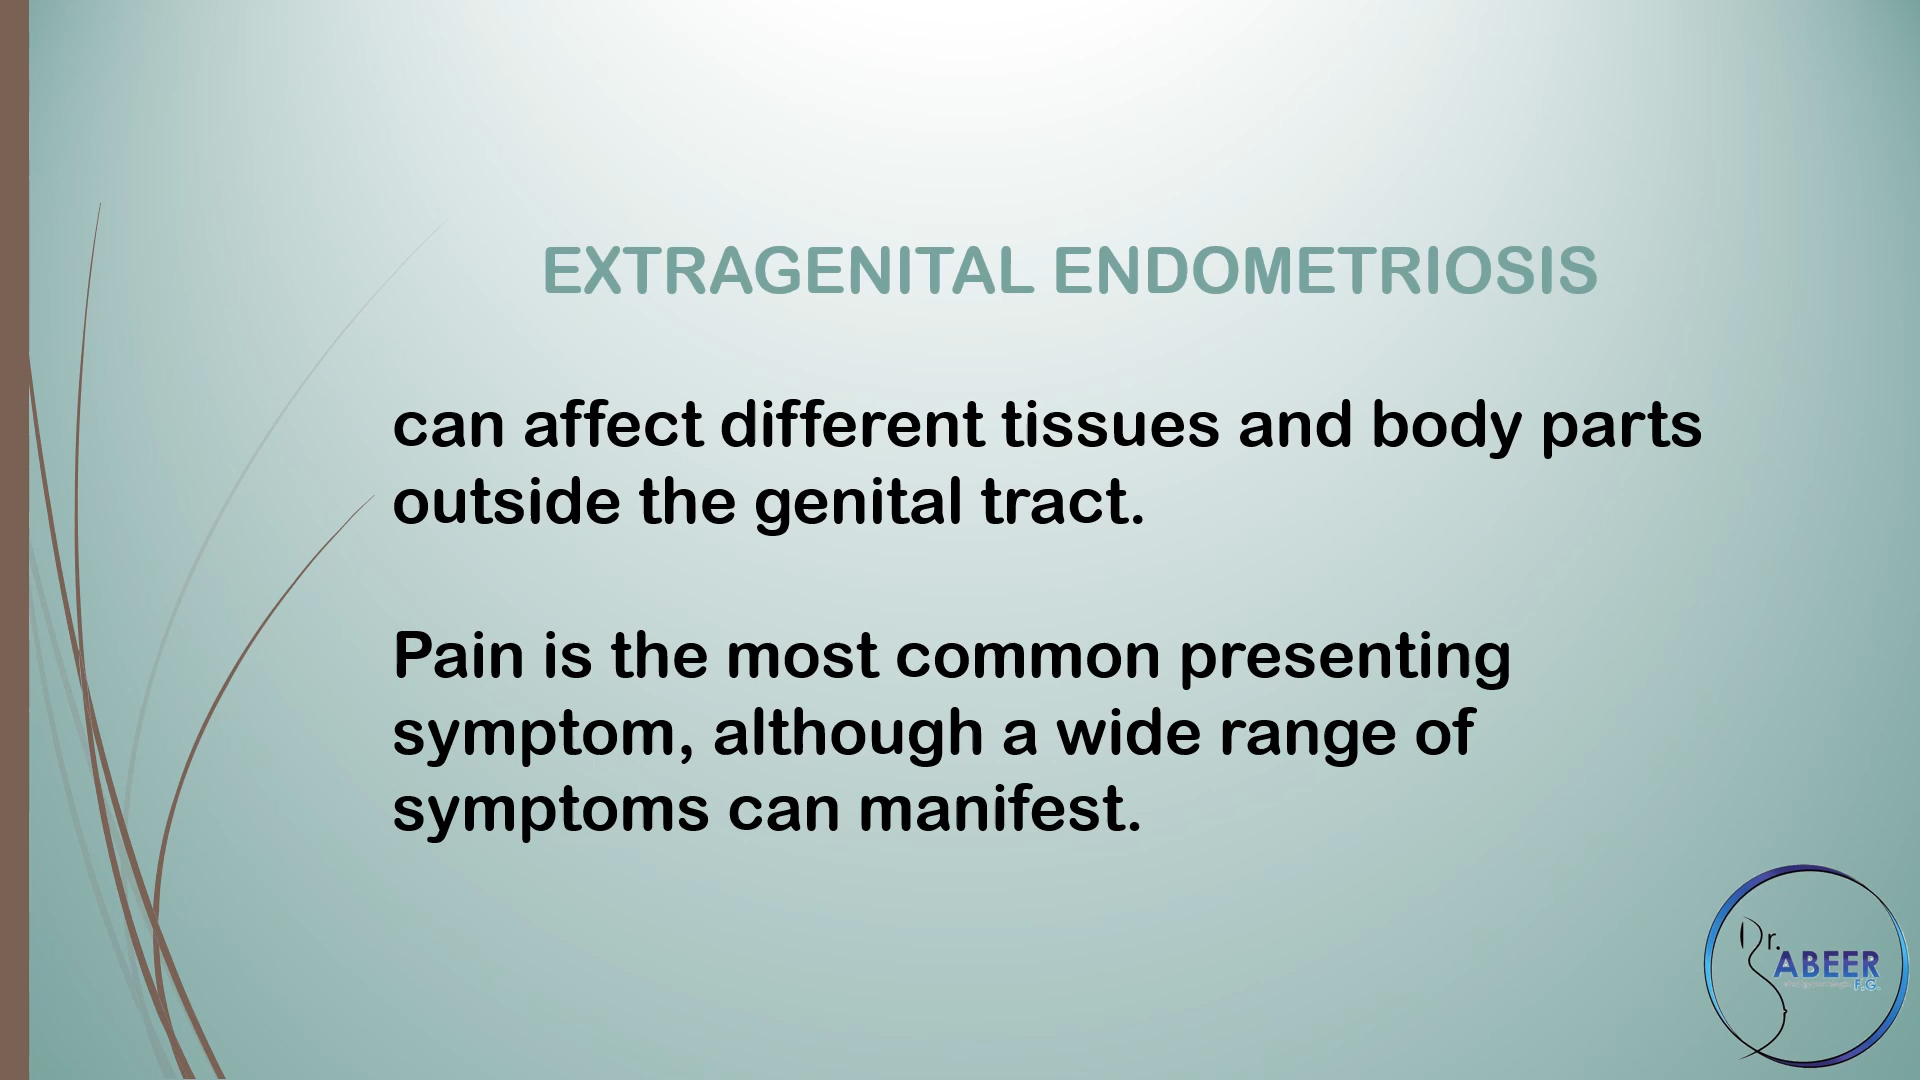 EXTRAGENITAL ENDOMETRIOSIS
can affect different tissues and body parts
outside the genital tract.
Pain is the most common presenting
symptom, although a wide range of
symptoms can manifest.
Dr.
ABEER
F.G.